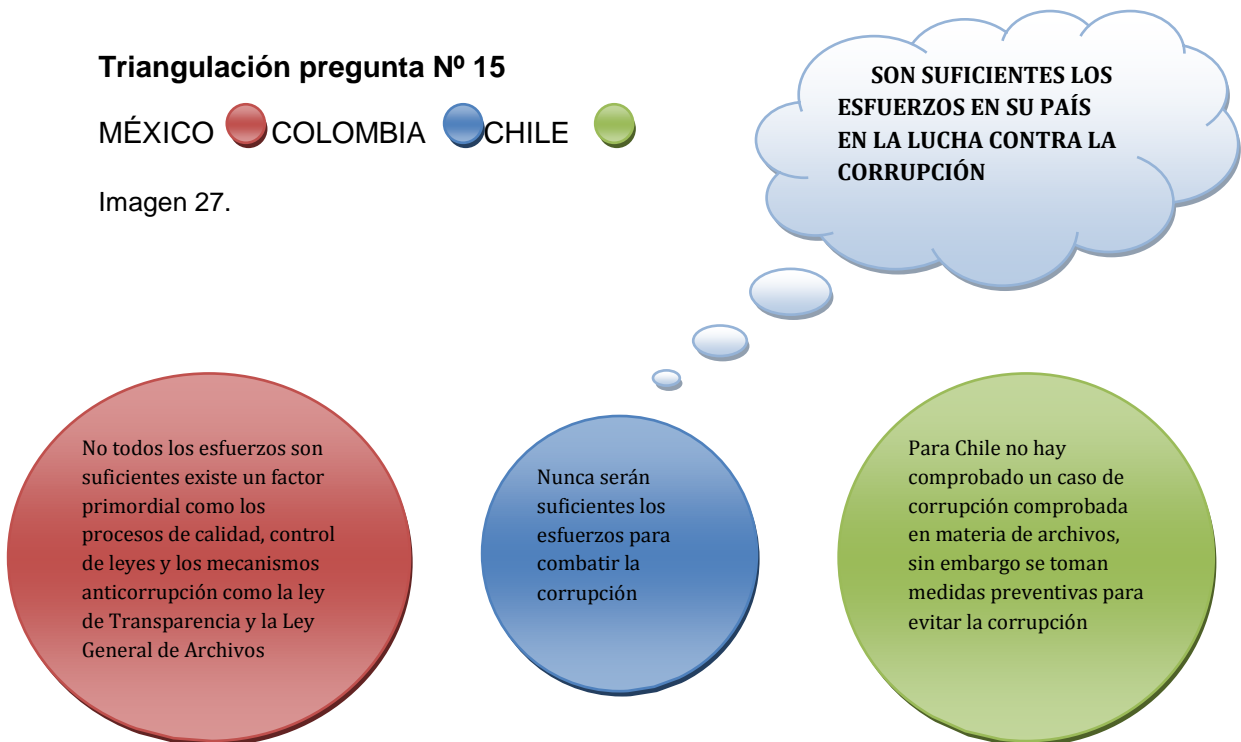 Triangulación pregunta Nº 15
MÉXICO COLOMBIA CHILE
Imagen 27.
SON SUFICIENTES LOS
ESFUERZOS EN SU PAÍS
EN LA LUCHA CONTRA LA
CORRUPCIÓN
No todos los esfuerzos son
suficientes existe un factor
primordial como los
procesos de calidad, control
de leyes y los mecanismos
anticorrupción como la ley
de Transparencia y la Ley
General de Archivos
Nunca serán
suficientes los
esfuerzos para
combatir la
corrupción
Para Chile no hay
comprobado un caso de
corrupción comprobada
en materia de archivos,
sin embargo se toman
medidas preventivas para
evitar la corrupción